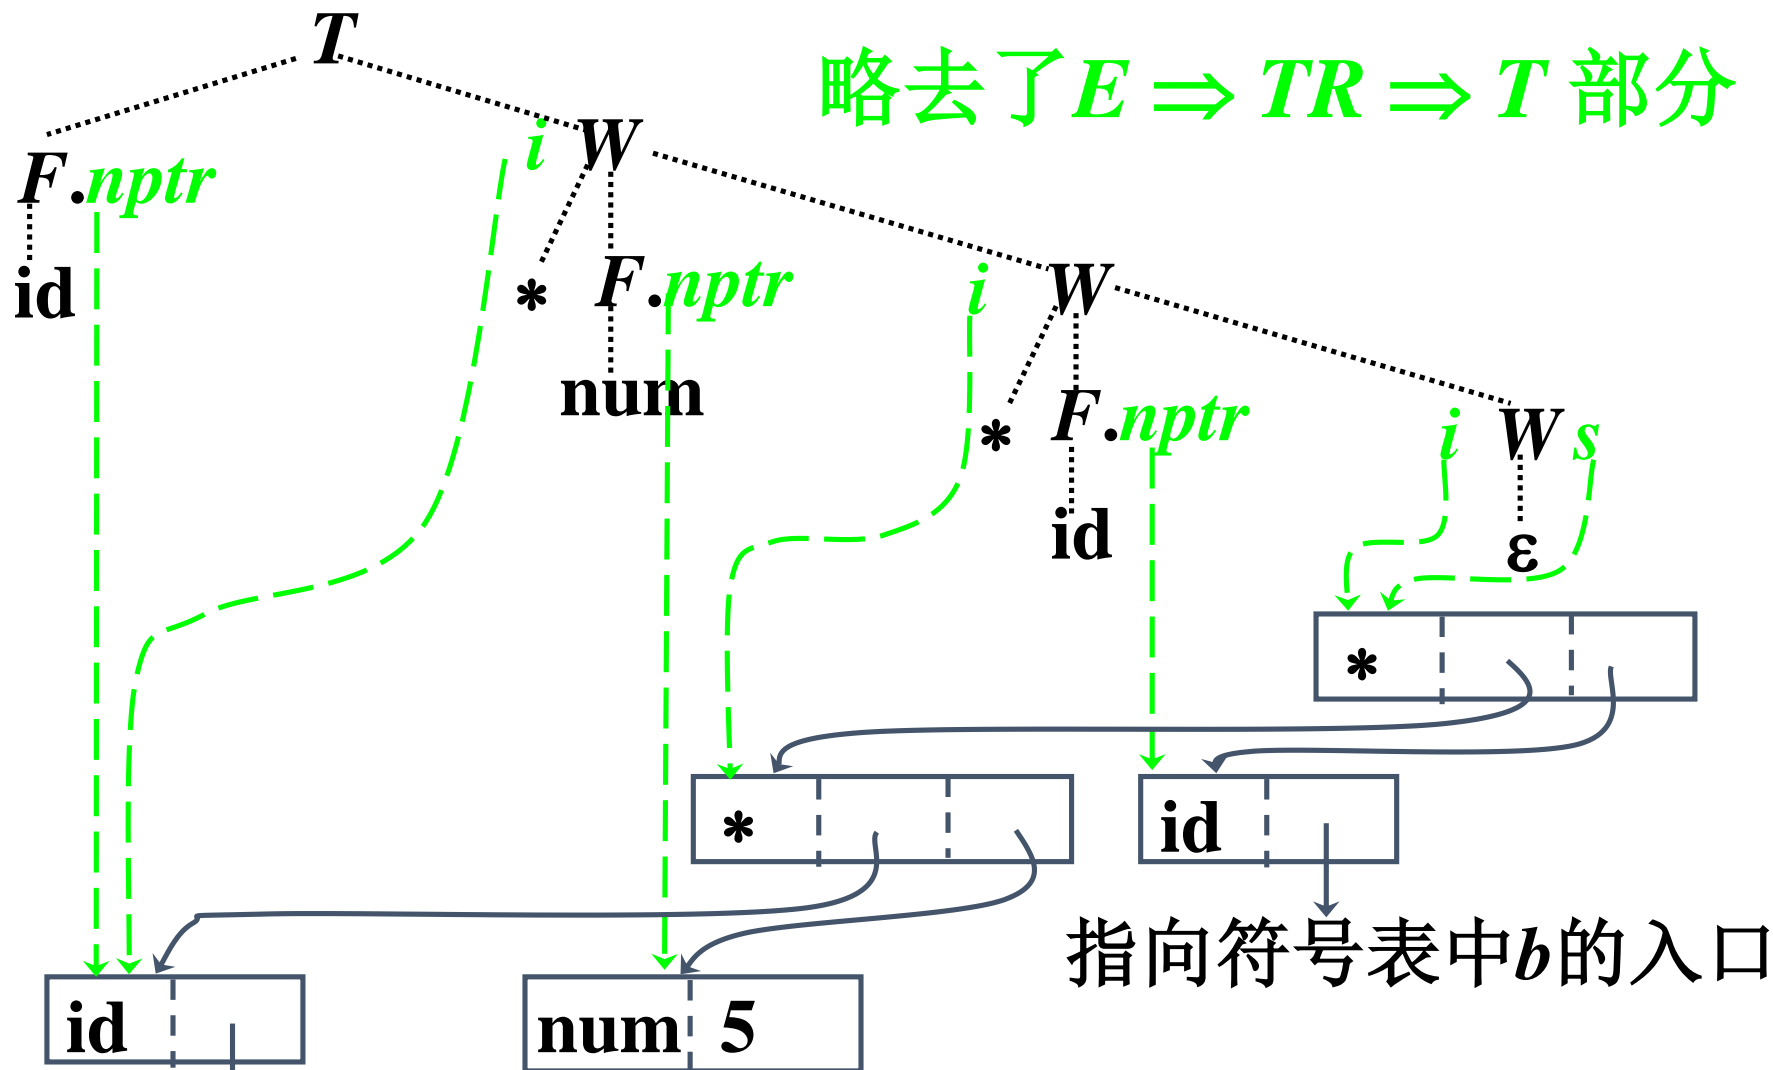 T
略去了E ⇒ TR ⇒ T 部分
i W
F.nptr
id
* F.nptr
i W
num
* F.nptr
i W s
id
ε
*
* id
指向符号表中b的入口
id num 5